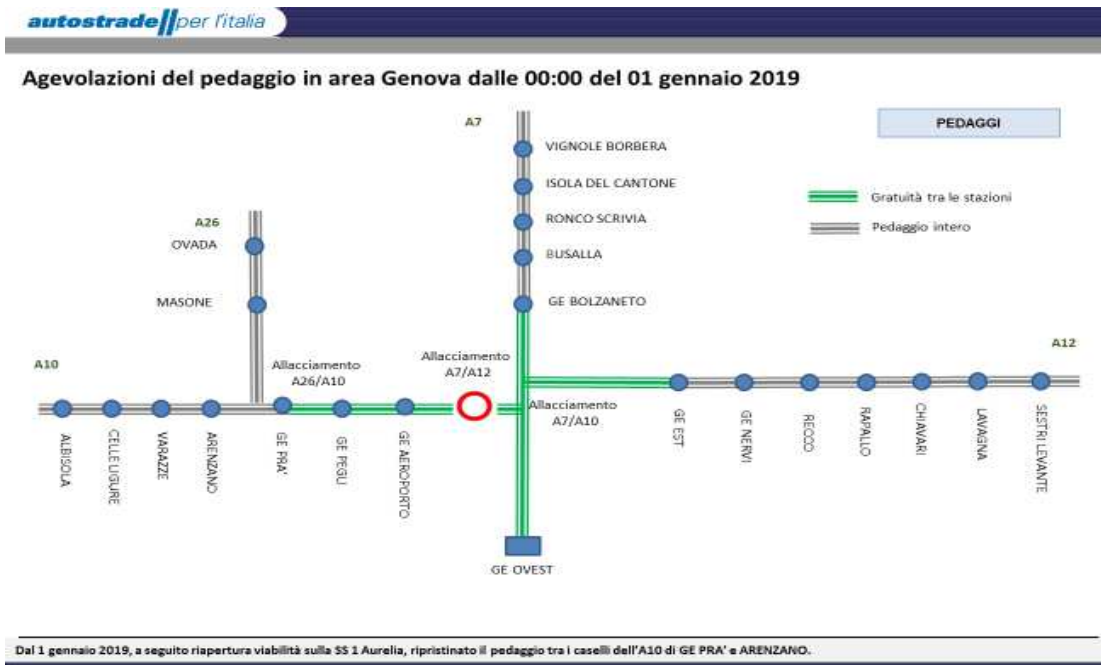 autostrade//per l'italia
Agevolazioni del pedaggio in area Genova dalle 00:00 del 01 gennaio 2019
A7
PEDAGGI
VIGNOLE BORBERA
ISOLA DEL CANTONE
Gratuità tra le stazioni
RONCO SCRIVIA
A26
Pedaggio intero
OVADA
BUSALLA
MASONE
GE BOLZANETO
A12
A10
Allacciamento
A7/A12
Allacciamento
A26/A10
Allacciamento
A7/A10
ALBISOLA
CELLE LIGURE
VARAZZE
ARENZANO
GE PRA'
GE PEGLI
GE AEROPORTO
GE EST
GE NERVI
RECCO
RAPALLO
CHIAVARI
LAVAGNA
SESTRI LEVANTE
GE OVEST
Dal 1 gennaio 2019, a seguito riapertura viabilità sulla SS 1 Aurelia, ripristinato il pedaggio tra i caselli dell'A10 di GE PRA' e ARENZANO.